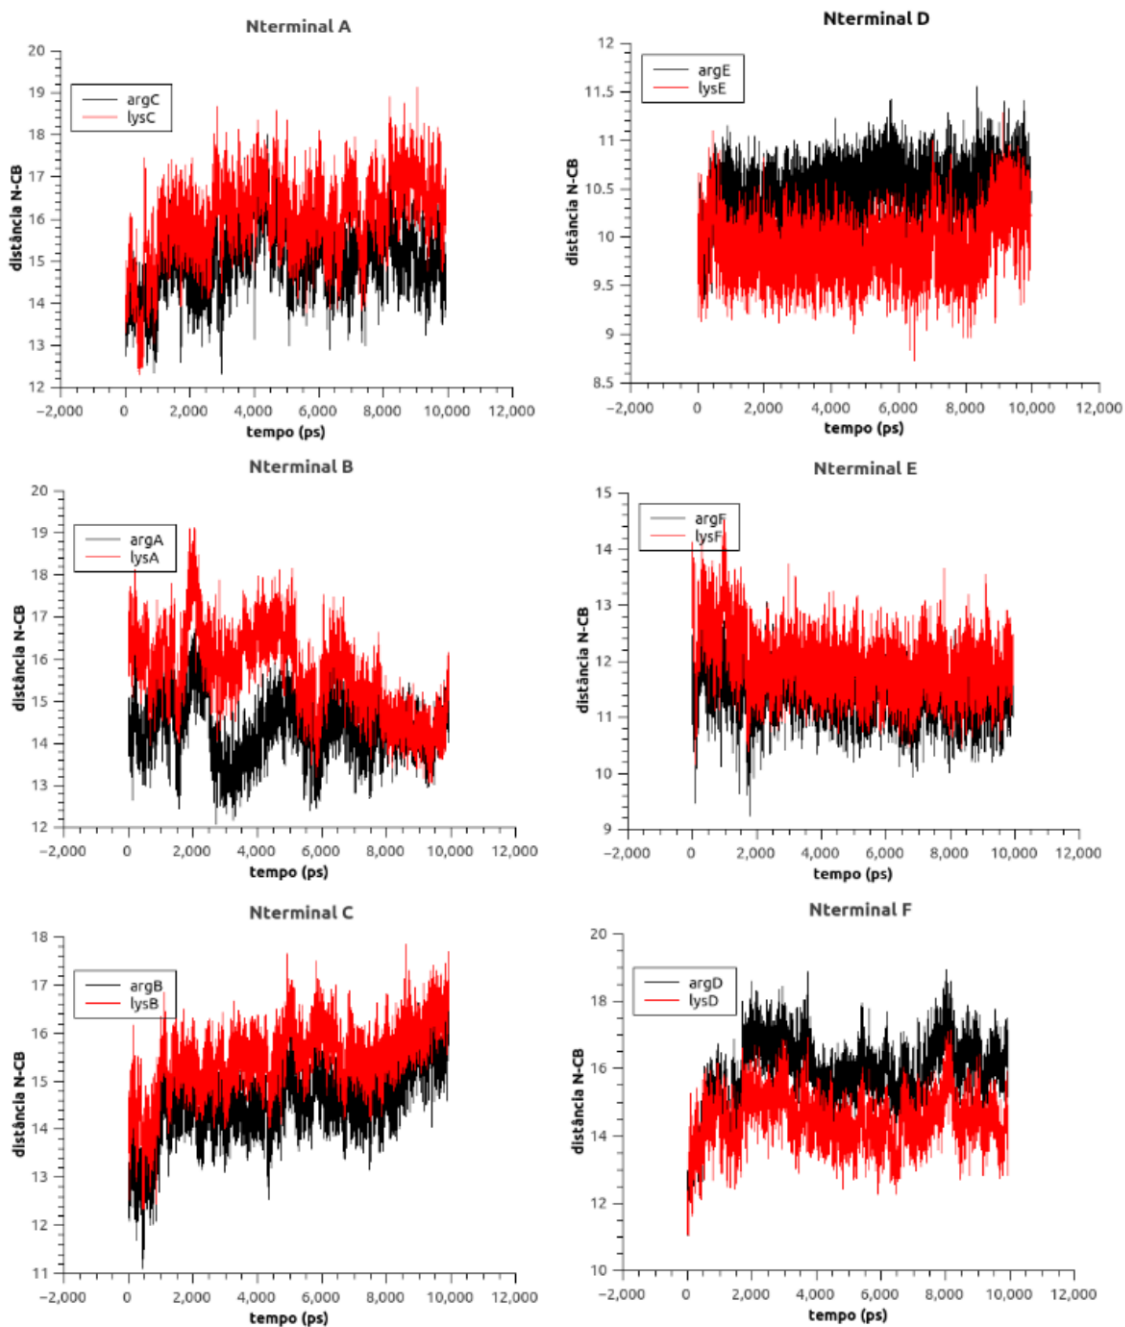 Nterminal A
20
19
18
17
16
15
14
13
12
argC
lysC
distância N-CB
−2,000 0 2,000 4,000 6,000 8,000 10,000 12,000
tempo (ps)
Nterminal D
12
11.5
11
10.5
10
9.5
9
8.5
argE
lysE
distância N-CB
−2,000 0 2,000 4,000 6,000 8,000 10,000 12,000
tempo (ps)
Nterminal B
20
19
18
17
16
15
14
13
12
argA
lysA
distância N-CB
−2,000 0 2,000 4,000 6,000 8,000 10,000 12,000
tempo (ps)
Nterminal E
15
14
13
12
11
10
9
argF
lysF
distância N-CB
−2,000 0 2,000 4,000 6,000 8,000 10,000 12,000
tempo (ps)
Nterminal C
18
17
16
15
14
13
12
11
argB
lysB
distância N-CB
−2,000 0 2,000 4,000 6,000 8,000 10,000 12,000
tempo (ps)
Nterminal F
20
18
16
14
12
10
argD
lysD
distância N-CB
−2,000 0 2,000 4,000 6,000 8,000 10,000 12,000
tempo (ps)